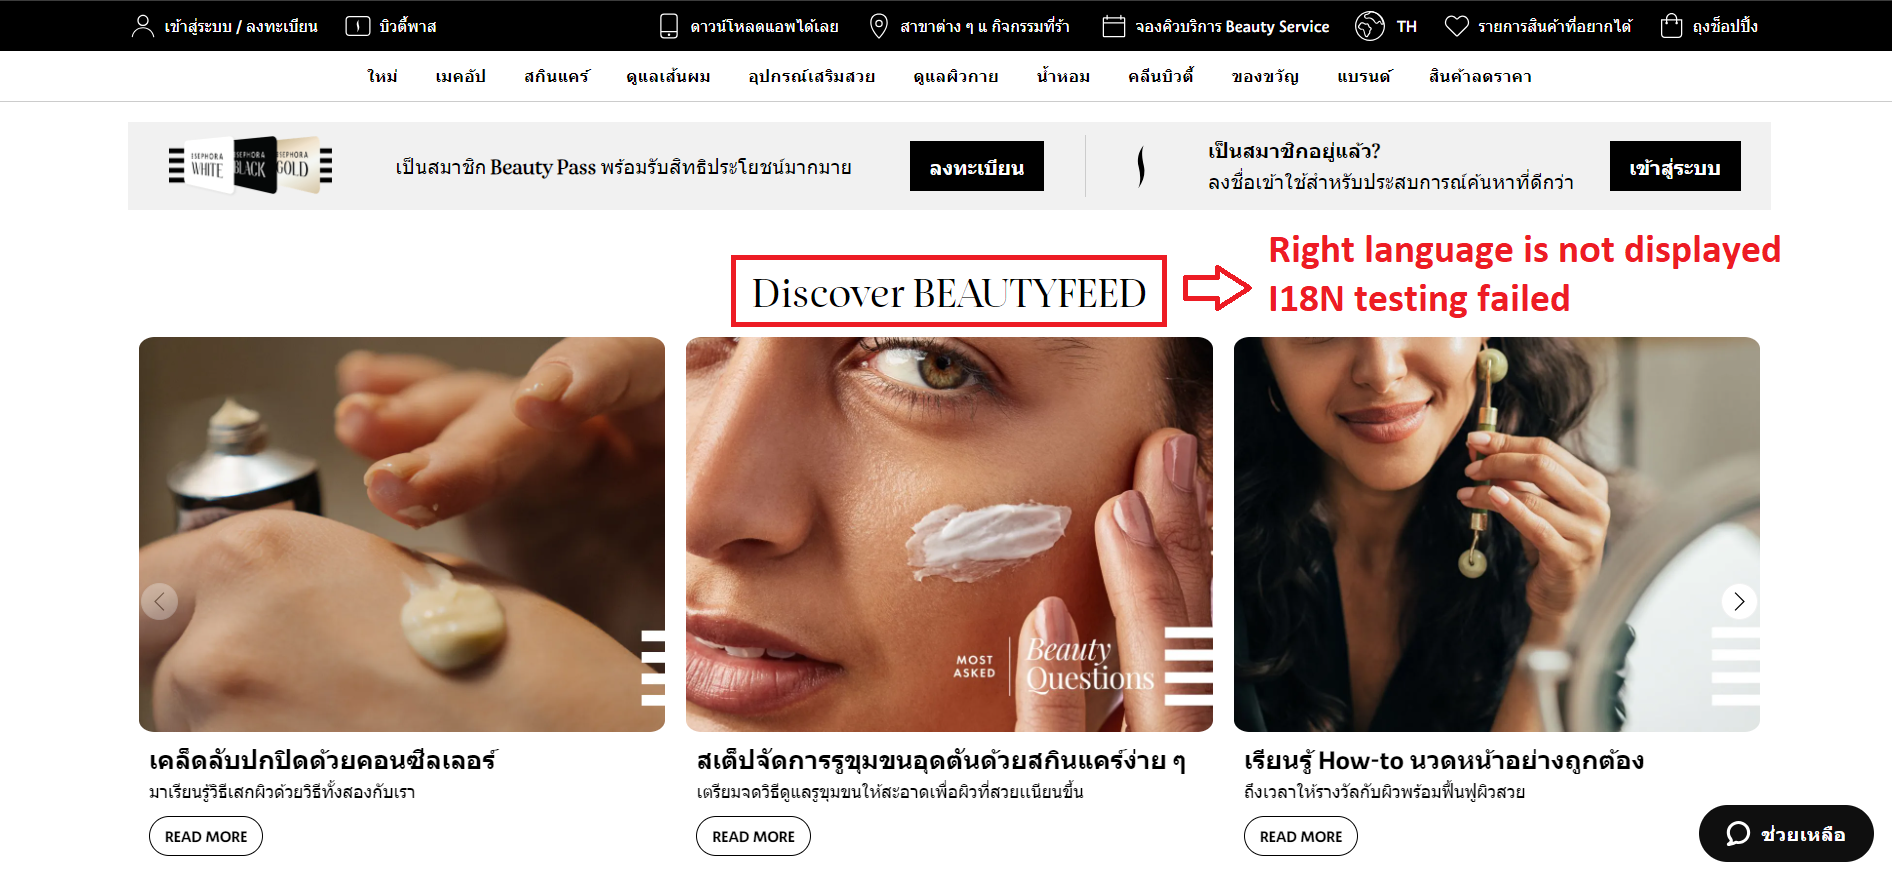 เข้าสู่ระบบ / ลงทะเบียน
บิวตี้พาส
ดาวน์โหลดแอพได้เลย
สาขาต่าง ๆ แ กิจกรรมที่ร้า
จองคิวบริการ Beauty Service
TH
รายการสินค้าที่อยากได้
ถุงช็อปปิ้ง
ใหม่ เมคอัป สกินแคร์ ดูแลเส้นผม อุปกรณ์เสริมสวย ดูแลผิวกาย น้ำหอม คลีนบิวตี้ ของขวัญ แบรนด์ สินค้าลดราคา
SEPHORA WHITE
SEPHORA BLACK
SEPHORA GOLD
เป็นสมาชิก Beauty Pass พร้อมรับสิทธิประโยชน์มากมาย
ลงทะเบียน
เป็นสมาชิกอยู่แล้ว?
ลงชื่อเข้าใช้สำหรับประสบการณ์ค้นหาที่ดีกว่า
เข้าสู่ระบบ
Discover BEAUTYFEED
Right language is not displayed
I18N testing failed
MOST
ASKED
Beauty
Questions
เคล็ดลับปกปิดด้วยคอนซีลเลอร์
มาเรียนรู้วิธีเสกผิวด้วยวิธีทั้งสองกับเรา
READ MORE
สเต็ปจัดการรูขุมขนอุดตันด้วยสกินแคร์ง่าย ๆ
เตรียมจดวิธีดูแลรูขุมขนให้สะอาดเพื่อผิวที่สวยเนียนขึ้น
READ MORE
เรียนรู้ How-to นวดหน้าอย่างถูกต้อง
ถึงเวลาให้รางวัลกับผิวพร้อมฟื้นฟูผิวสวย
READ MORE
ช่วยเหลือ